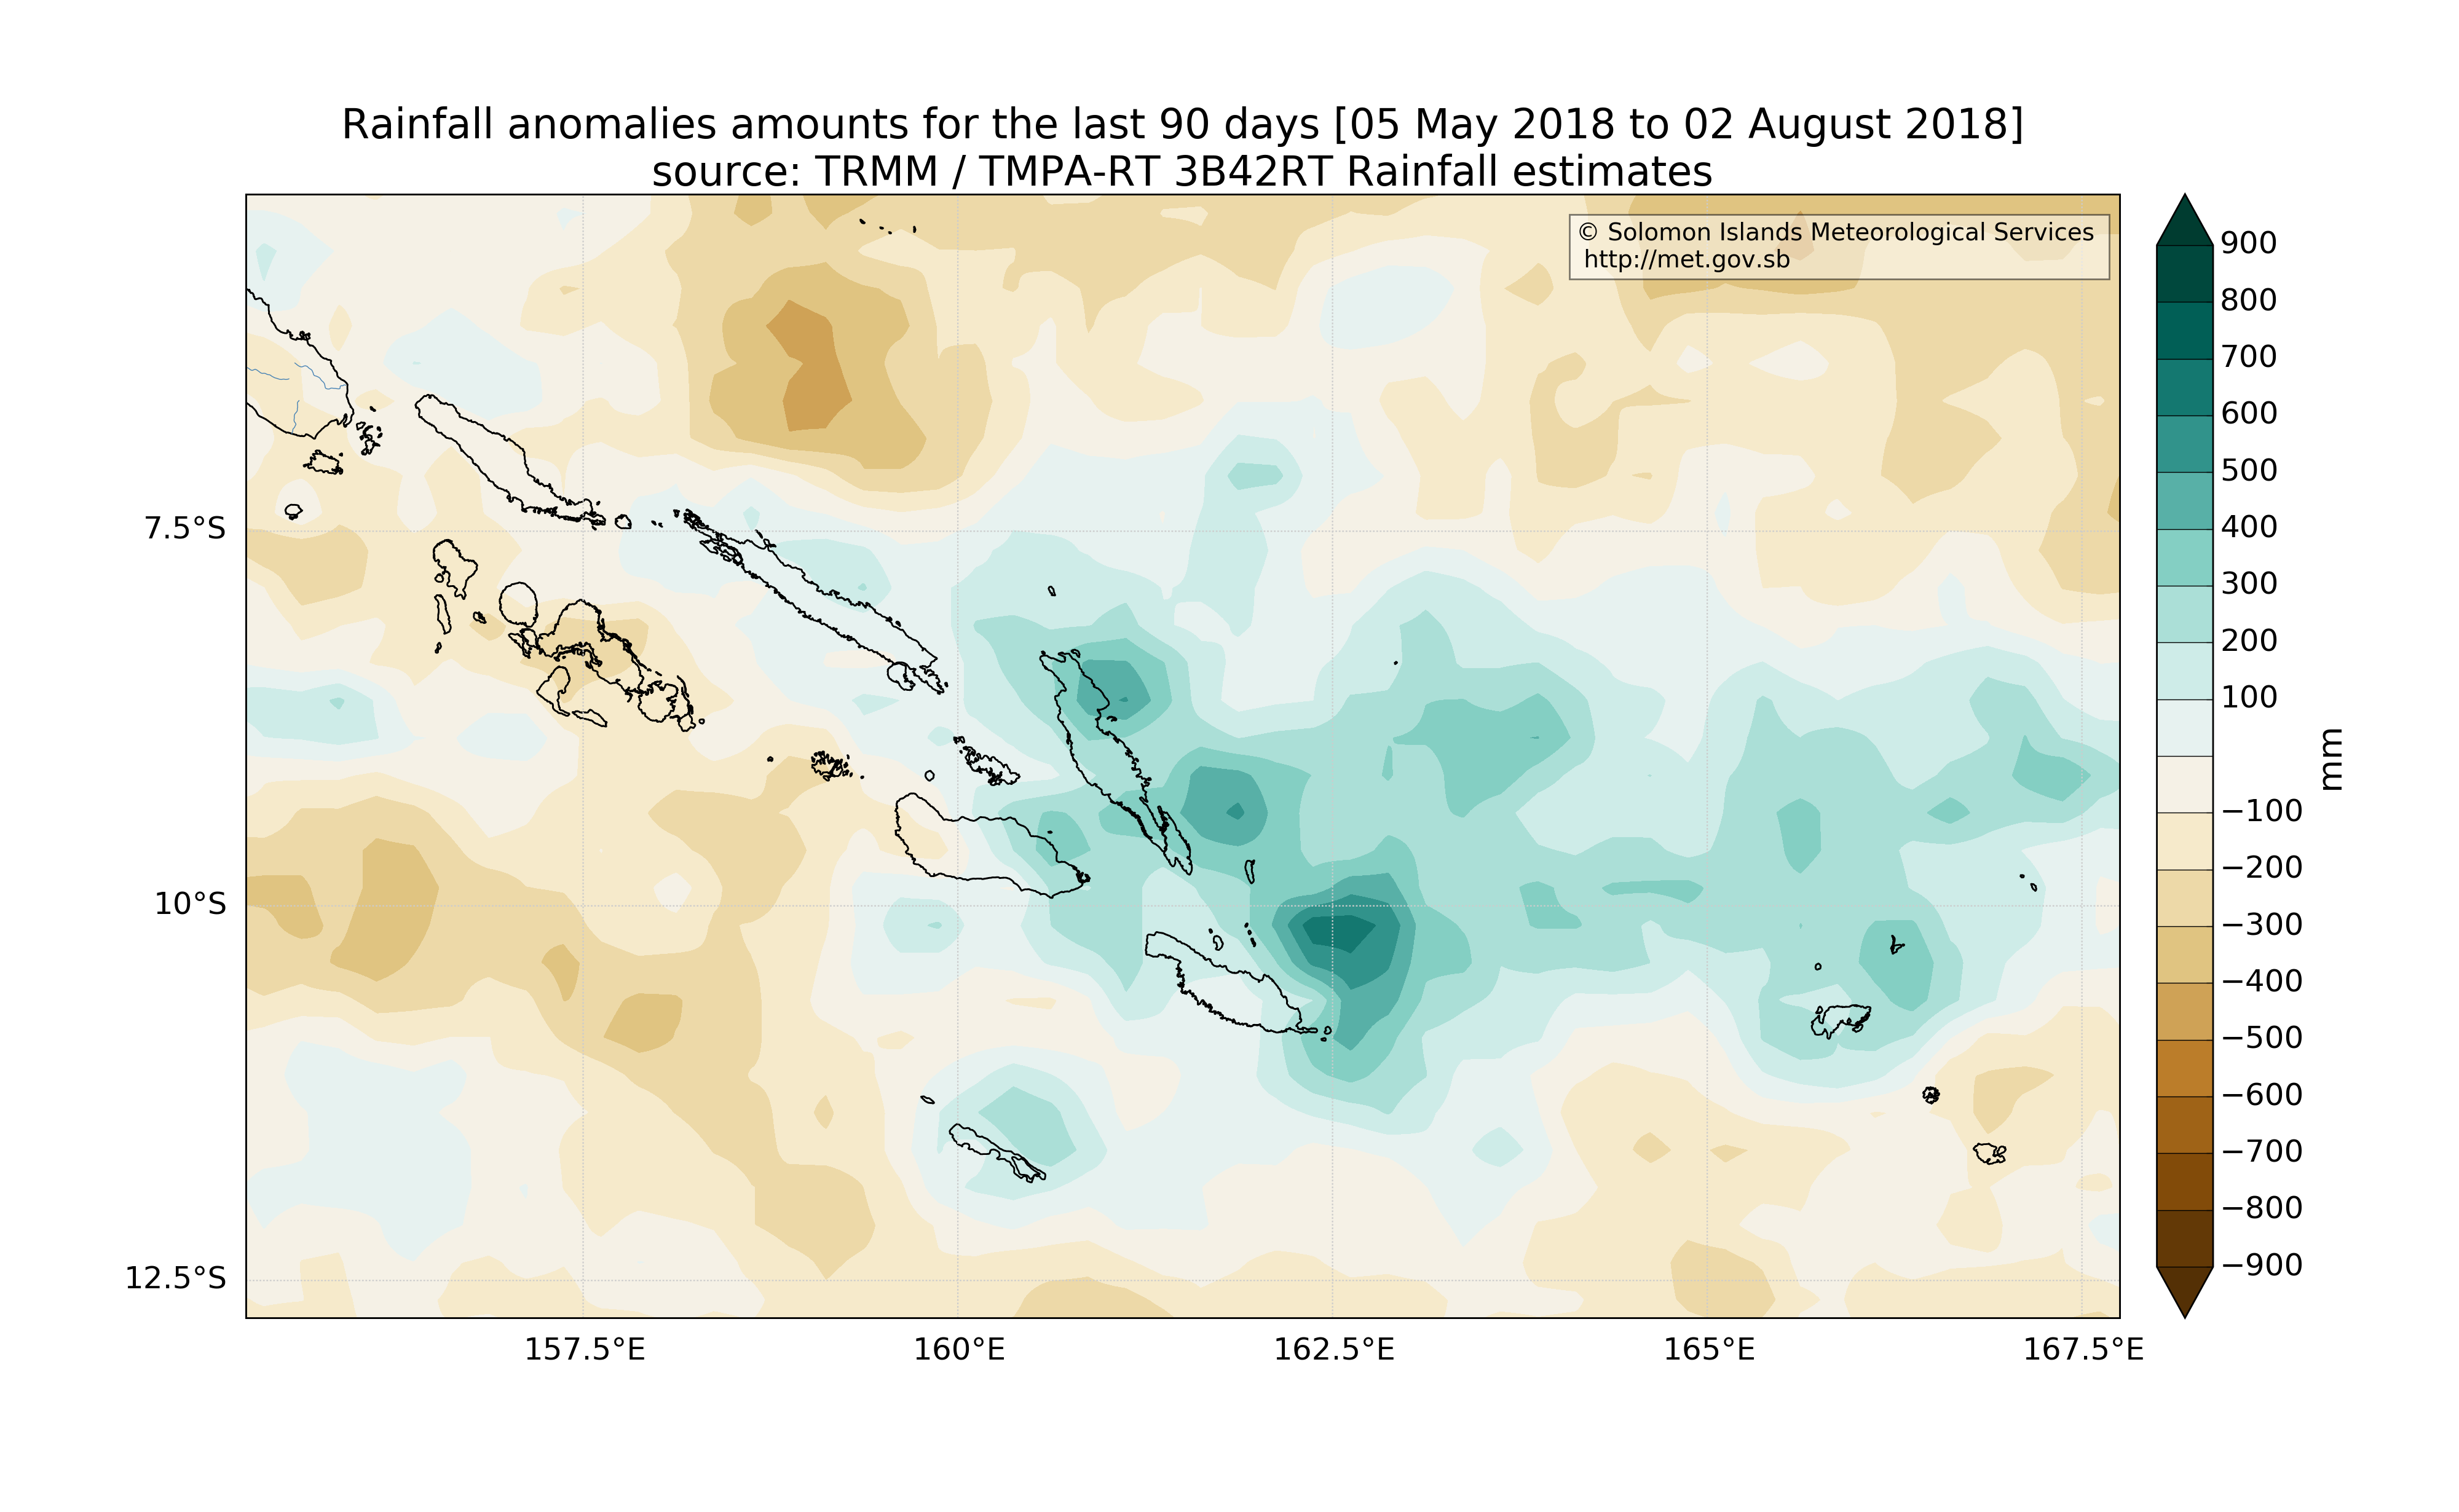 Rainfall anomalies amounts for the last 90 days [05 May 2018 to 02 August 2018]
source: TRMM / TMPA-RT 3B42RT Rainfall estimates
© Solomon Islands Meteorological Services
http://met.gov.sb
7.5°S
10°S
12.5°S
157.5°E
160°E
162.5°E
165°E
167.5°E
900
800
700
600
500
400
300
200
100
−100
−200
−300
−400
−500
−600
−700
−800
−900
mm